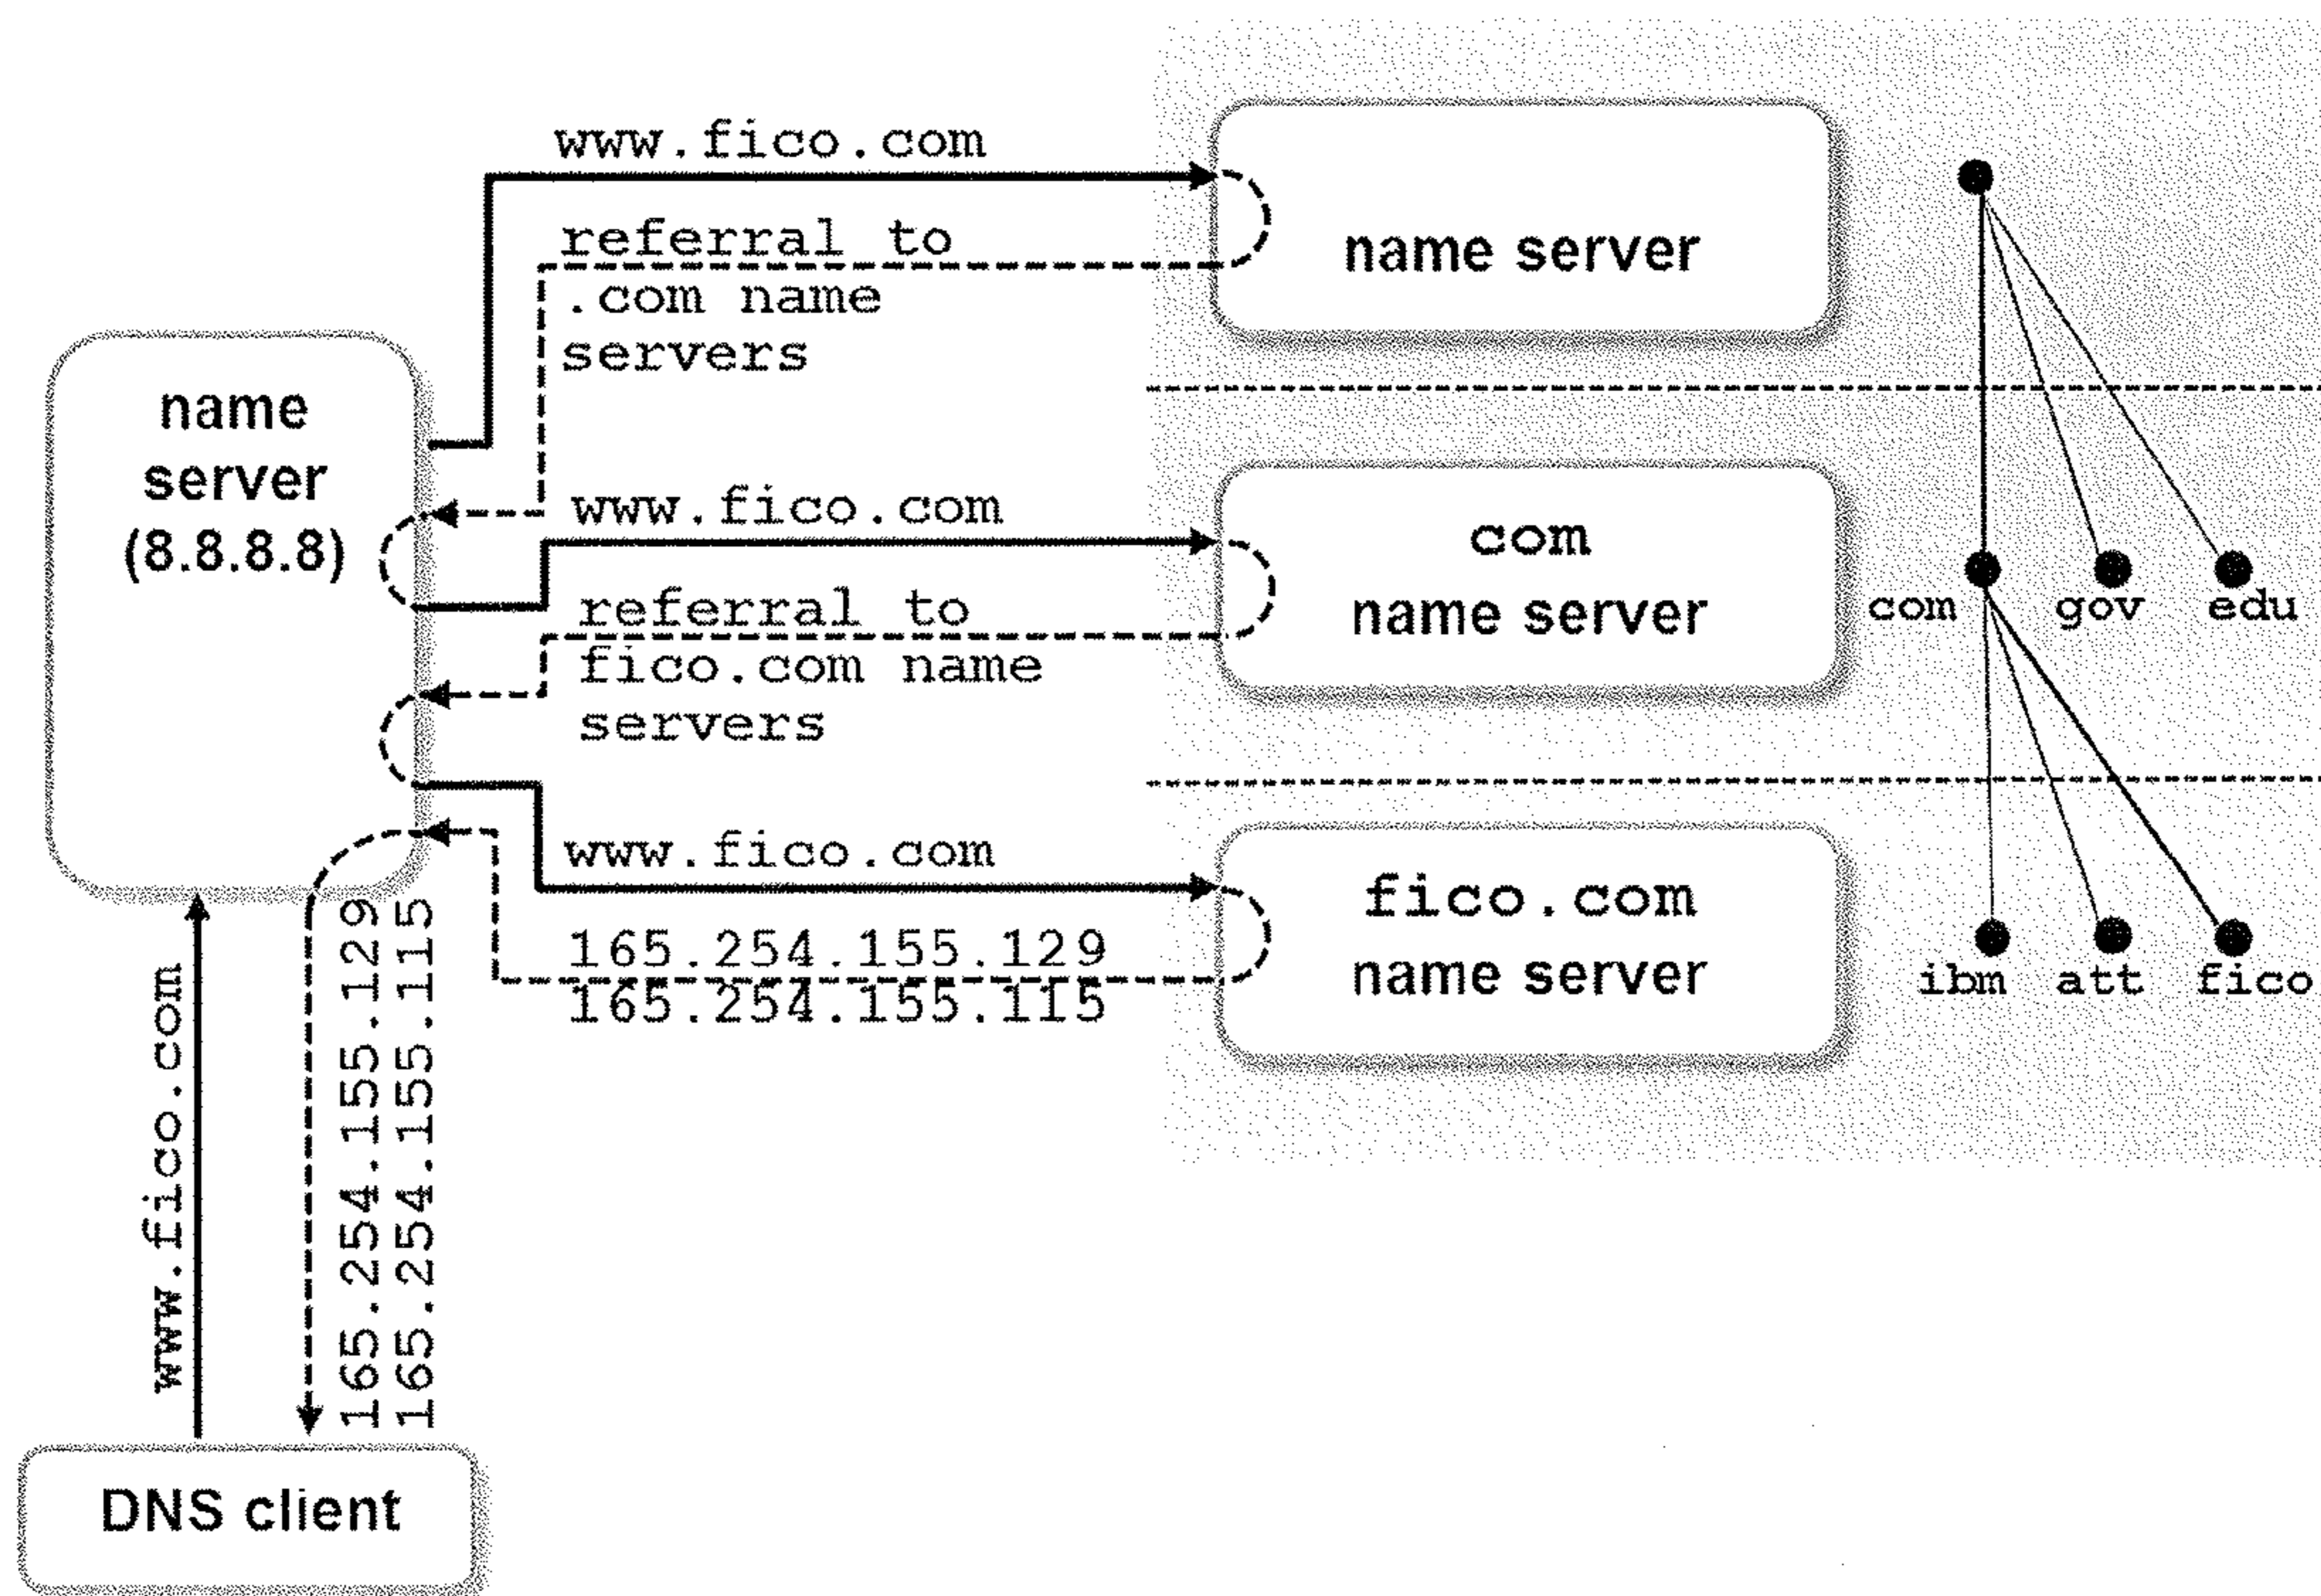 www.fico.com
name server
referral to
.com name
servers
name
server
(8.8.8.8)
www.fico.com
com
name server
com
gov
edu
referral to
fico.com name
servers
www.fico.com
fico.com
name server
ibm
att
fico
165.254.155.129
165.254.155.115
www.fico.com
165.254.155.129
165.254.155.115
DNS client